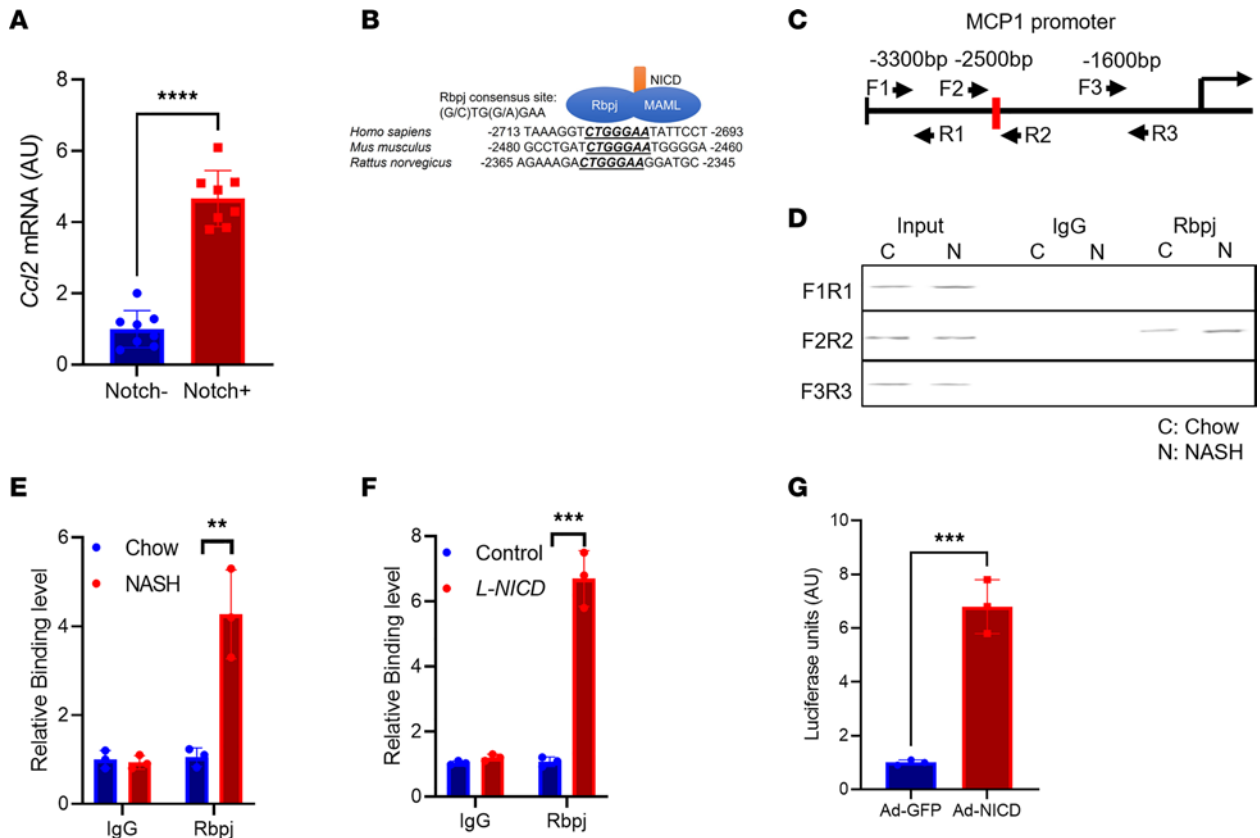 A
Ccl2 mRNA (AU)
8
6
4
2
0
****
Notch- Notch+
B
NICD
Rbpj MAML
Rbpj consensus site:
(G/C)TG(G/A)GAA
Homo sapiens -2713 TAAAGGTCTGGGAATATTCCT -2693
Mus musculus -2480 GCCTGATCTGGGAATGGGGA -2460
Rattus norvegicus -2365 AGAAAGACTGGGAAGGATGC -2345
C
MCP1 promoter
-3300bp -2500bp -1600bp
F1 F2 F3
R1 R2 R3
D
Input IgG Rbpj
C N C N C N
F1R1
F2R2
F3R3
C: Chow
N: NASH
E
Relative Binding level
6
4
2
0
Chow
NASH
**
IgG Rbpj
F
Relative Binding level
8
6
4
2
0
Control
L-NICD
***
IgG Rbpj
G
Luciferase units (AU)
10
8
6
4
2
0
***
Ad-GFP Ad-NICD